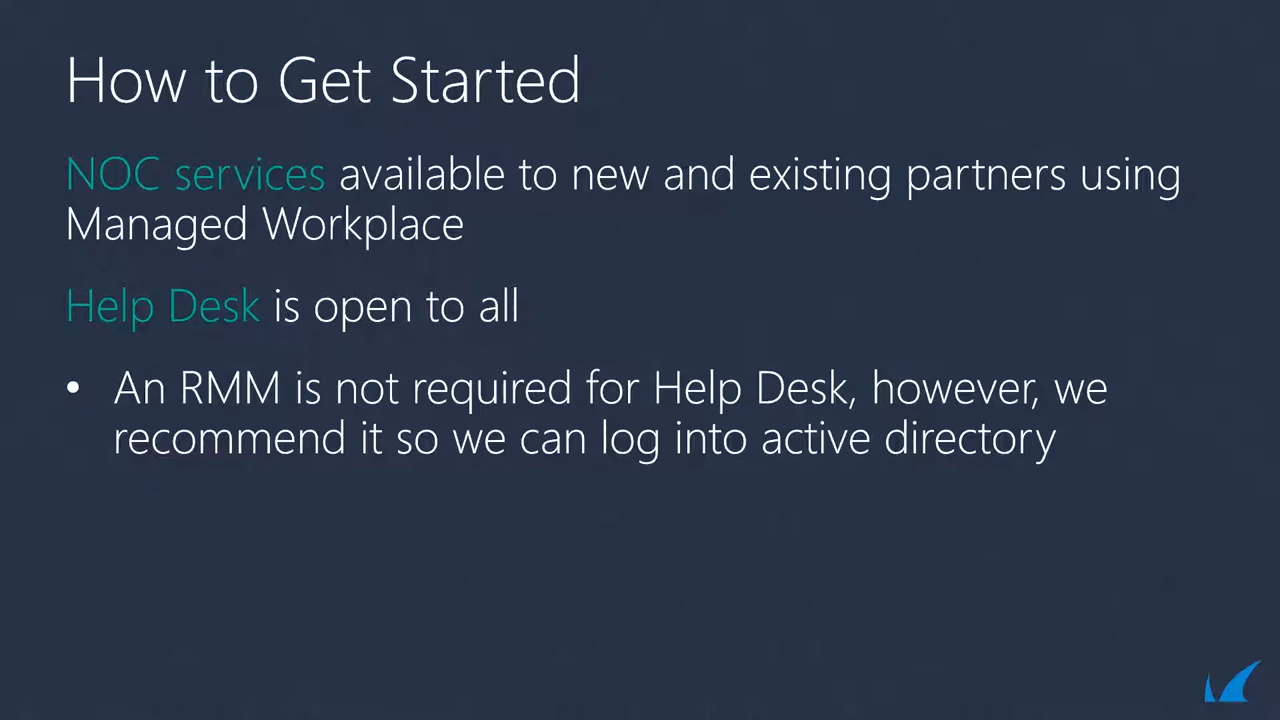 How to Get Started
NOC services available to new and existing partners using
Managed Workplace
Help Desk is open to all
• An RMM is not required for Help Desk, however, we
recommend it so we can log into active directory